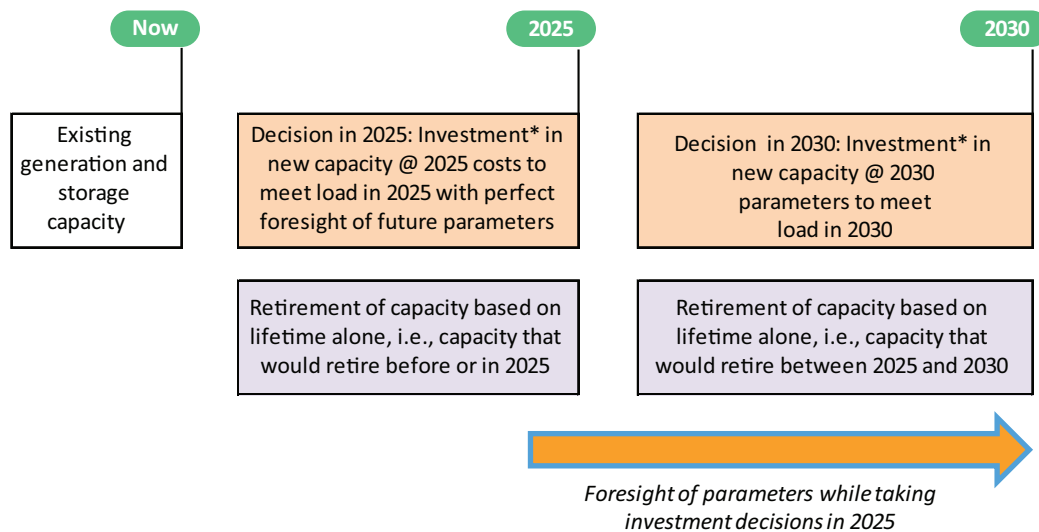 Now
2025
2030
Existing
generation and
storage
capacity
Decision in 2025: Investment* in
new capacity @ 2025 costs to
meet load in 2025 with perfect
foresight of future parameters
Decision in 2030: Investment* in
new capacity @ 2030
parameters to meet
load in 2030
Retirement of capacity based on
lifetime alone, i.e., capacity that
would retire before or in 2025
Retirement of capacity based on
lifetime alone, i.e., capacity that
would retire between 2025 and 2030
Foresight of parameters while taking
investment decisions in 2025